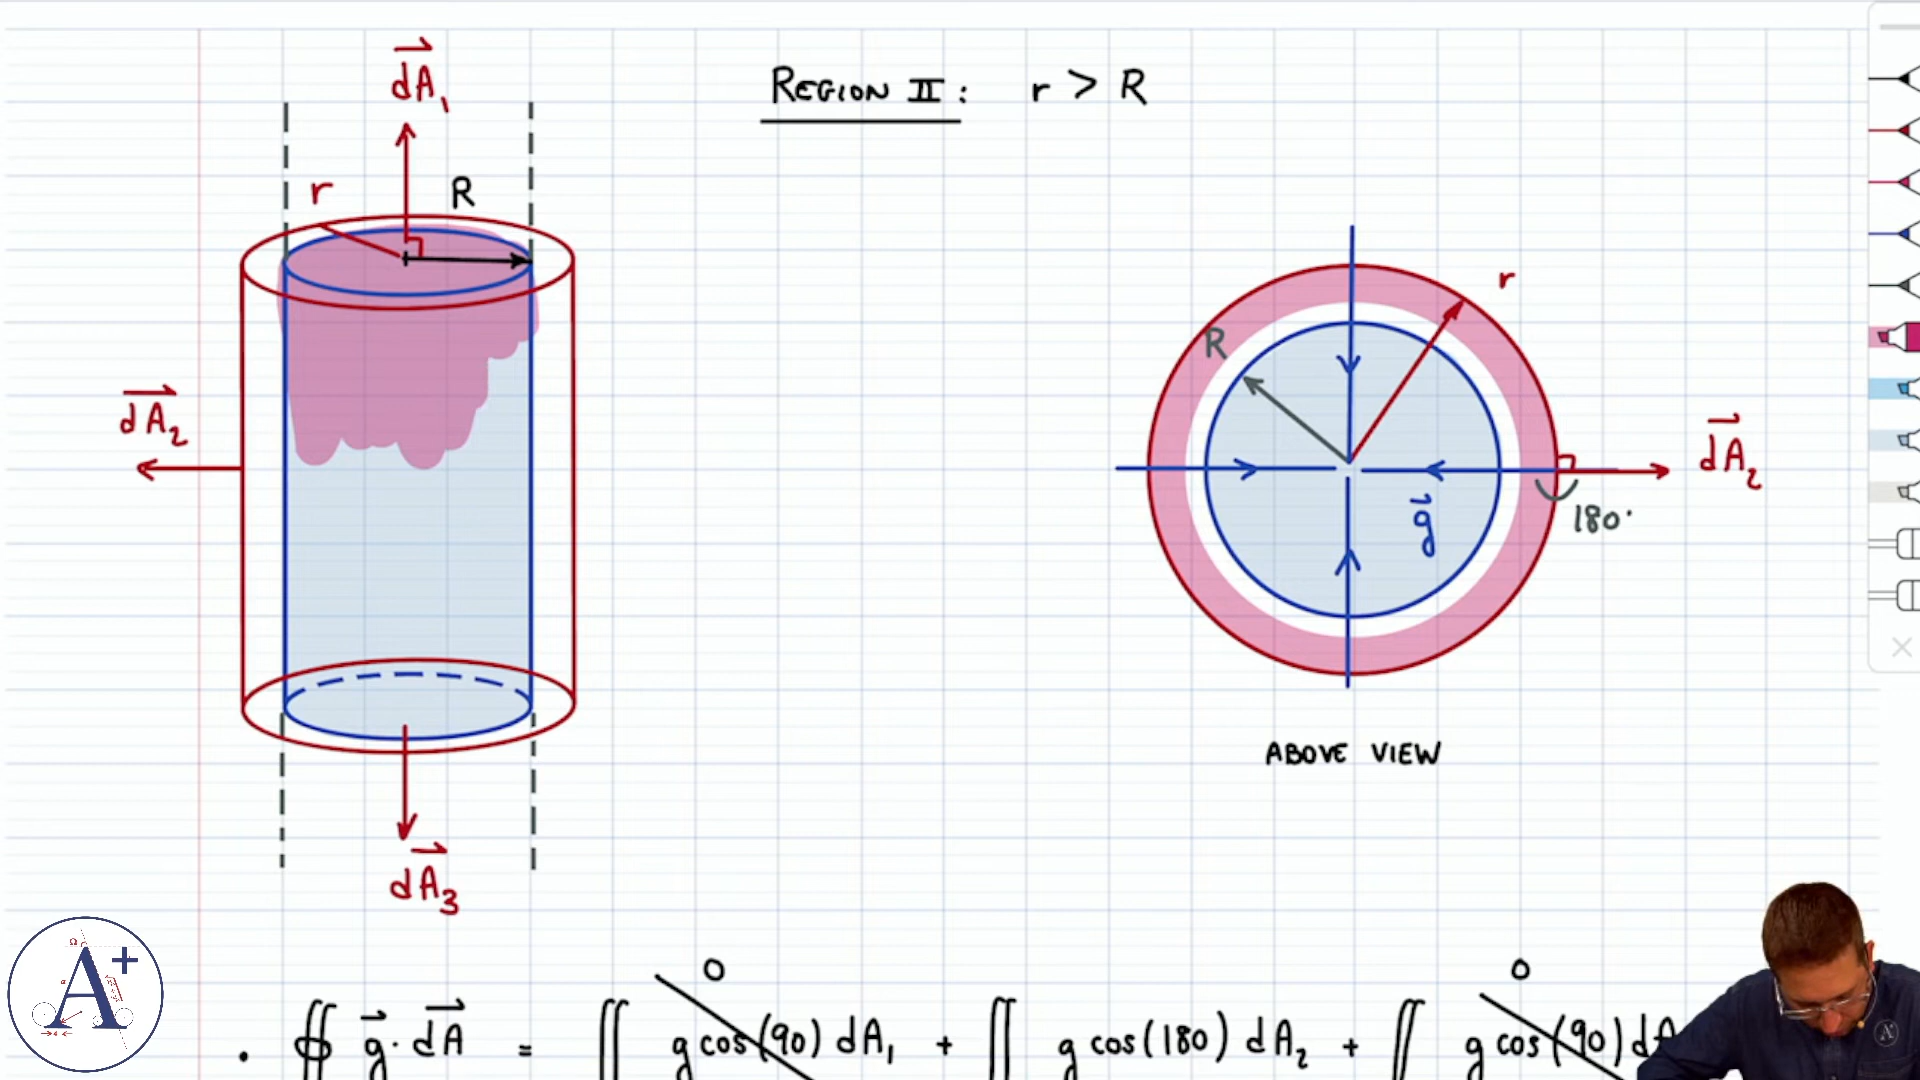 REGION II: r > R
dA₁
r
R
dA₂
dA₃
r
R
g
dA₂
180°
ABOVE VIEW
A+
0
0
· ∯ g⃗ · dA⃗ = ∬ g cos(90) dA₁ + ∬ g cos(180) dA₂ + ∬ g cos(90) dA